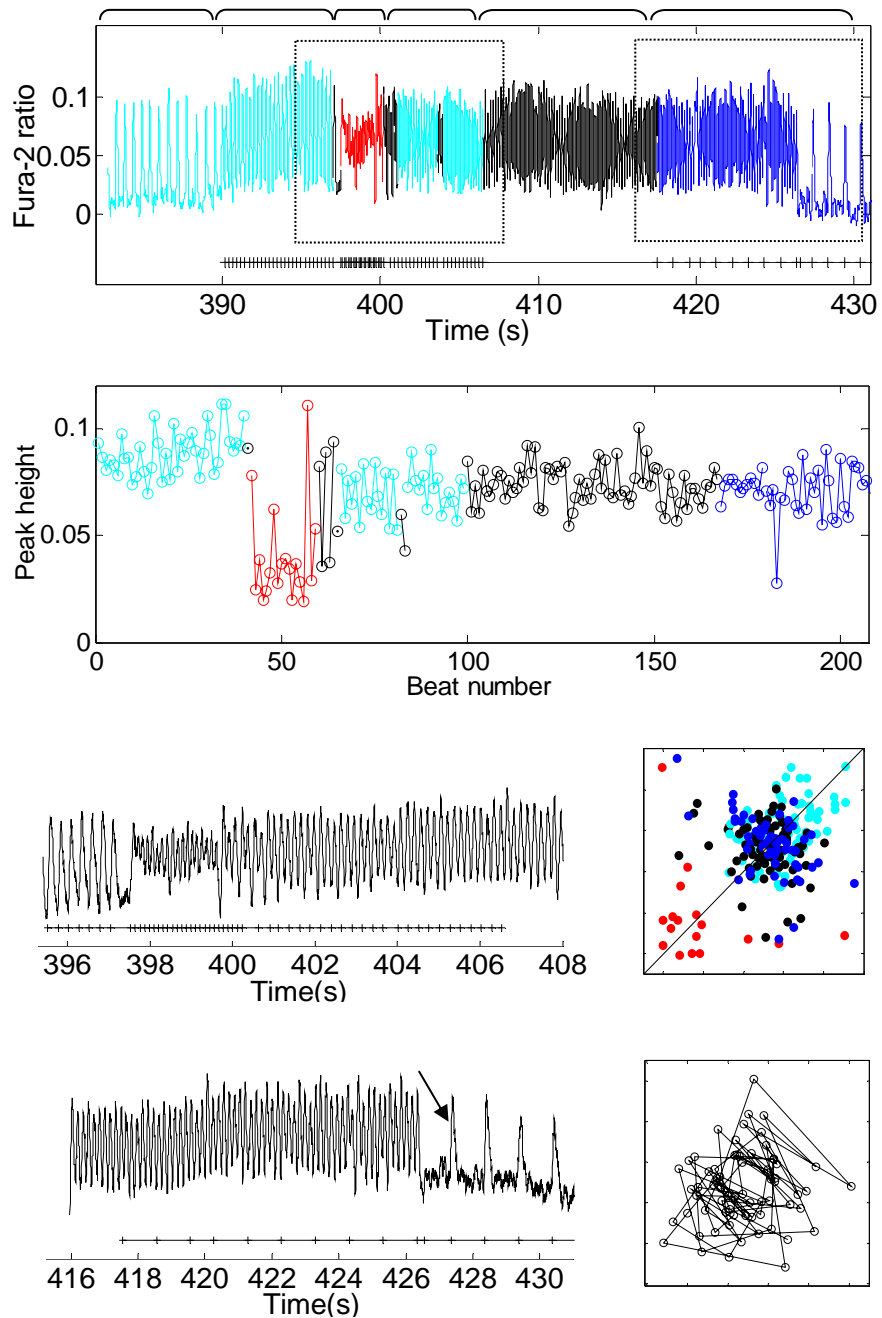 Fura-2 ratio
0.1
0.05
0
390 400 410 420 430
Time (s)
Peak height
0.1
0.05
0
0 50 100 150 200
Beat number
396 398 400 402 404 406 408
Time(s)
416 418 420 422 424 426 428 430
Time(s)